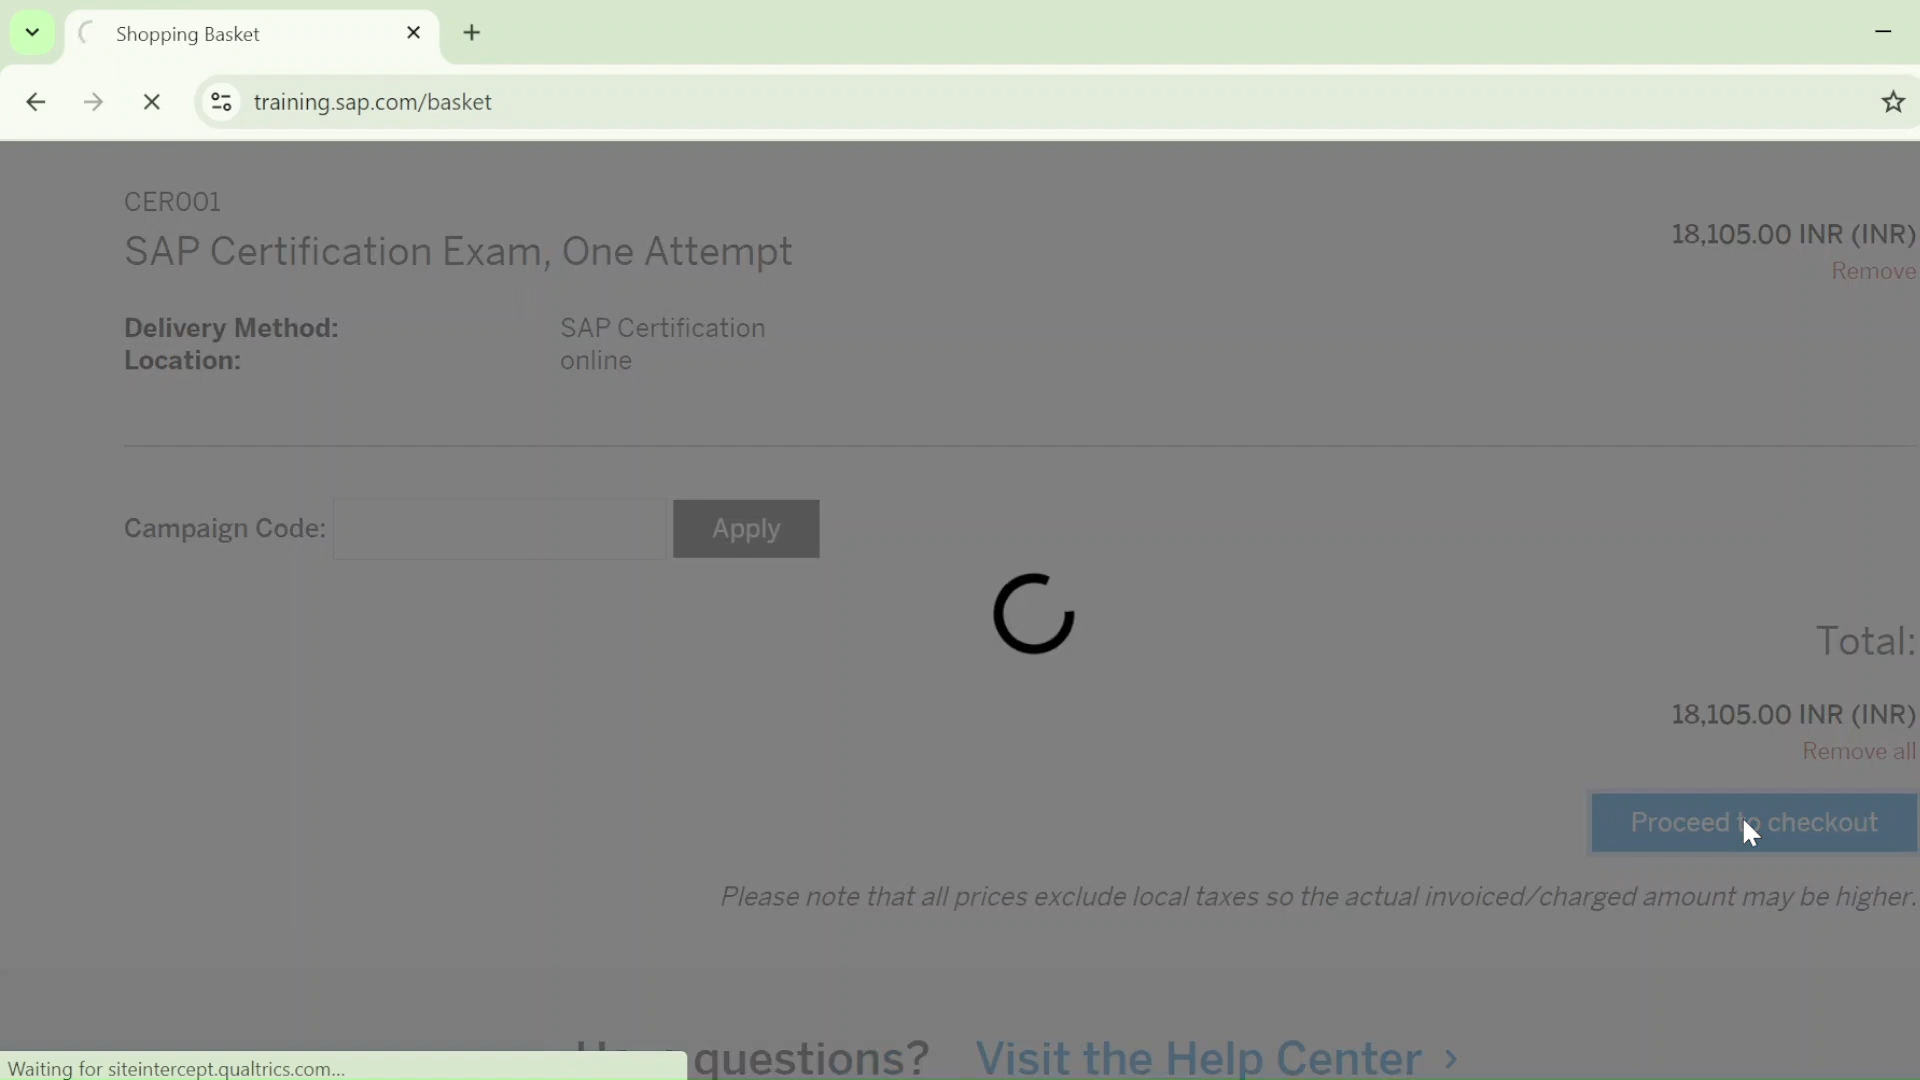 Shopping Basket
training.sap.com/basket
CER001
SAP Certification Exam, One Attempt
18,105.00 INR (INR)
Remove
Delivery Method: SAP Certification
Location: online
Campaign Code: Apply
Total:
18,105.00 INR (INR)
Remove all
Proceed to checkout
Please note that all prices exclude local taxes so the actual invoiced/charged amount may be higher.
questions? Visit the Help Center ›
Waiting for siteintercept.qualtrics.com...